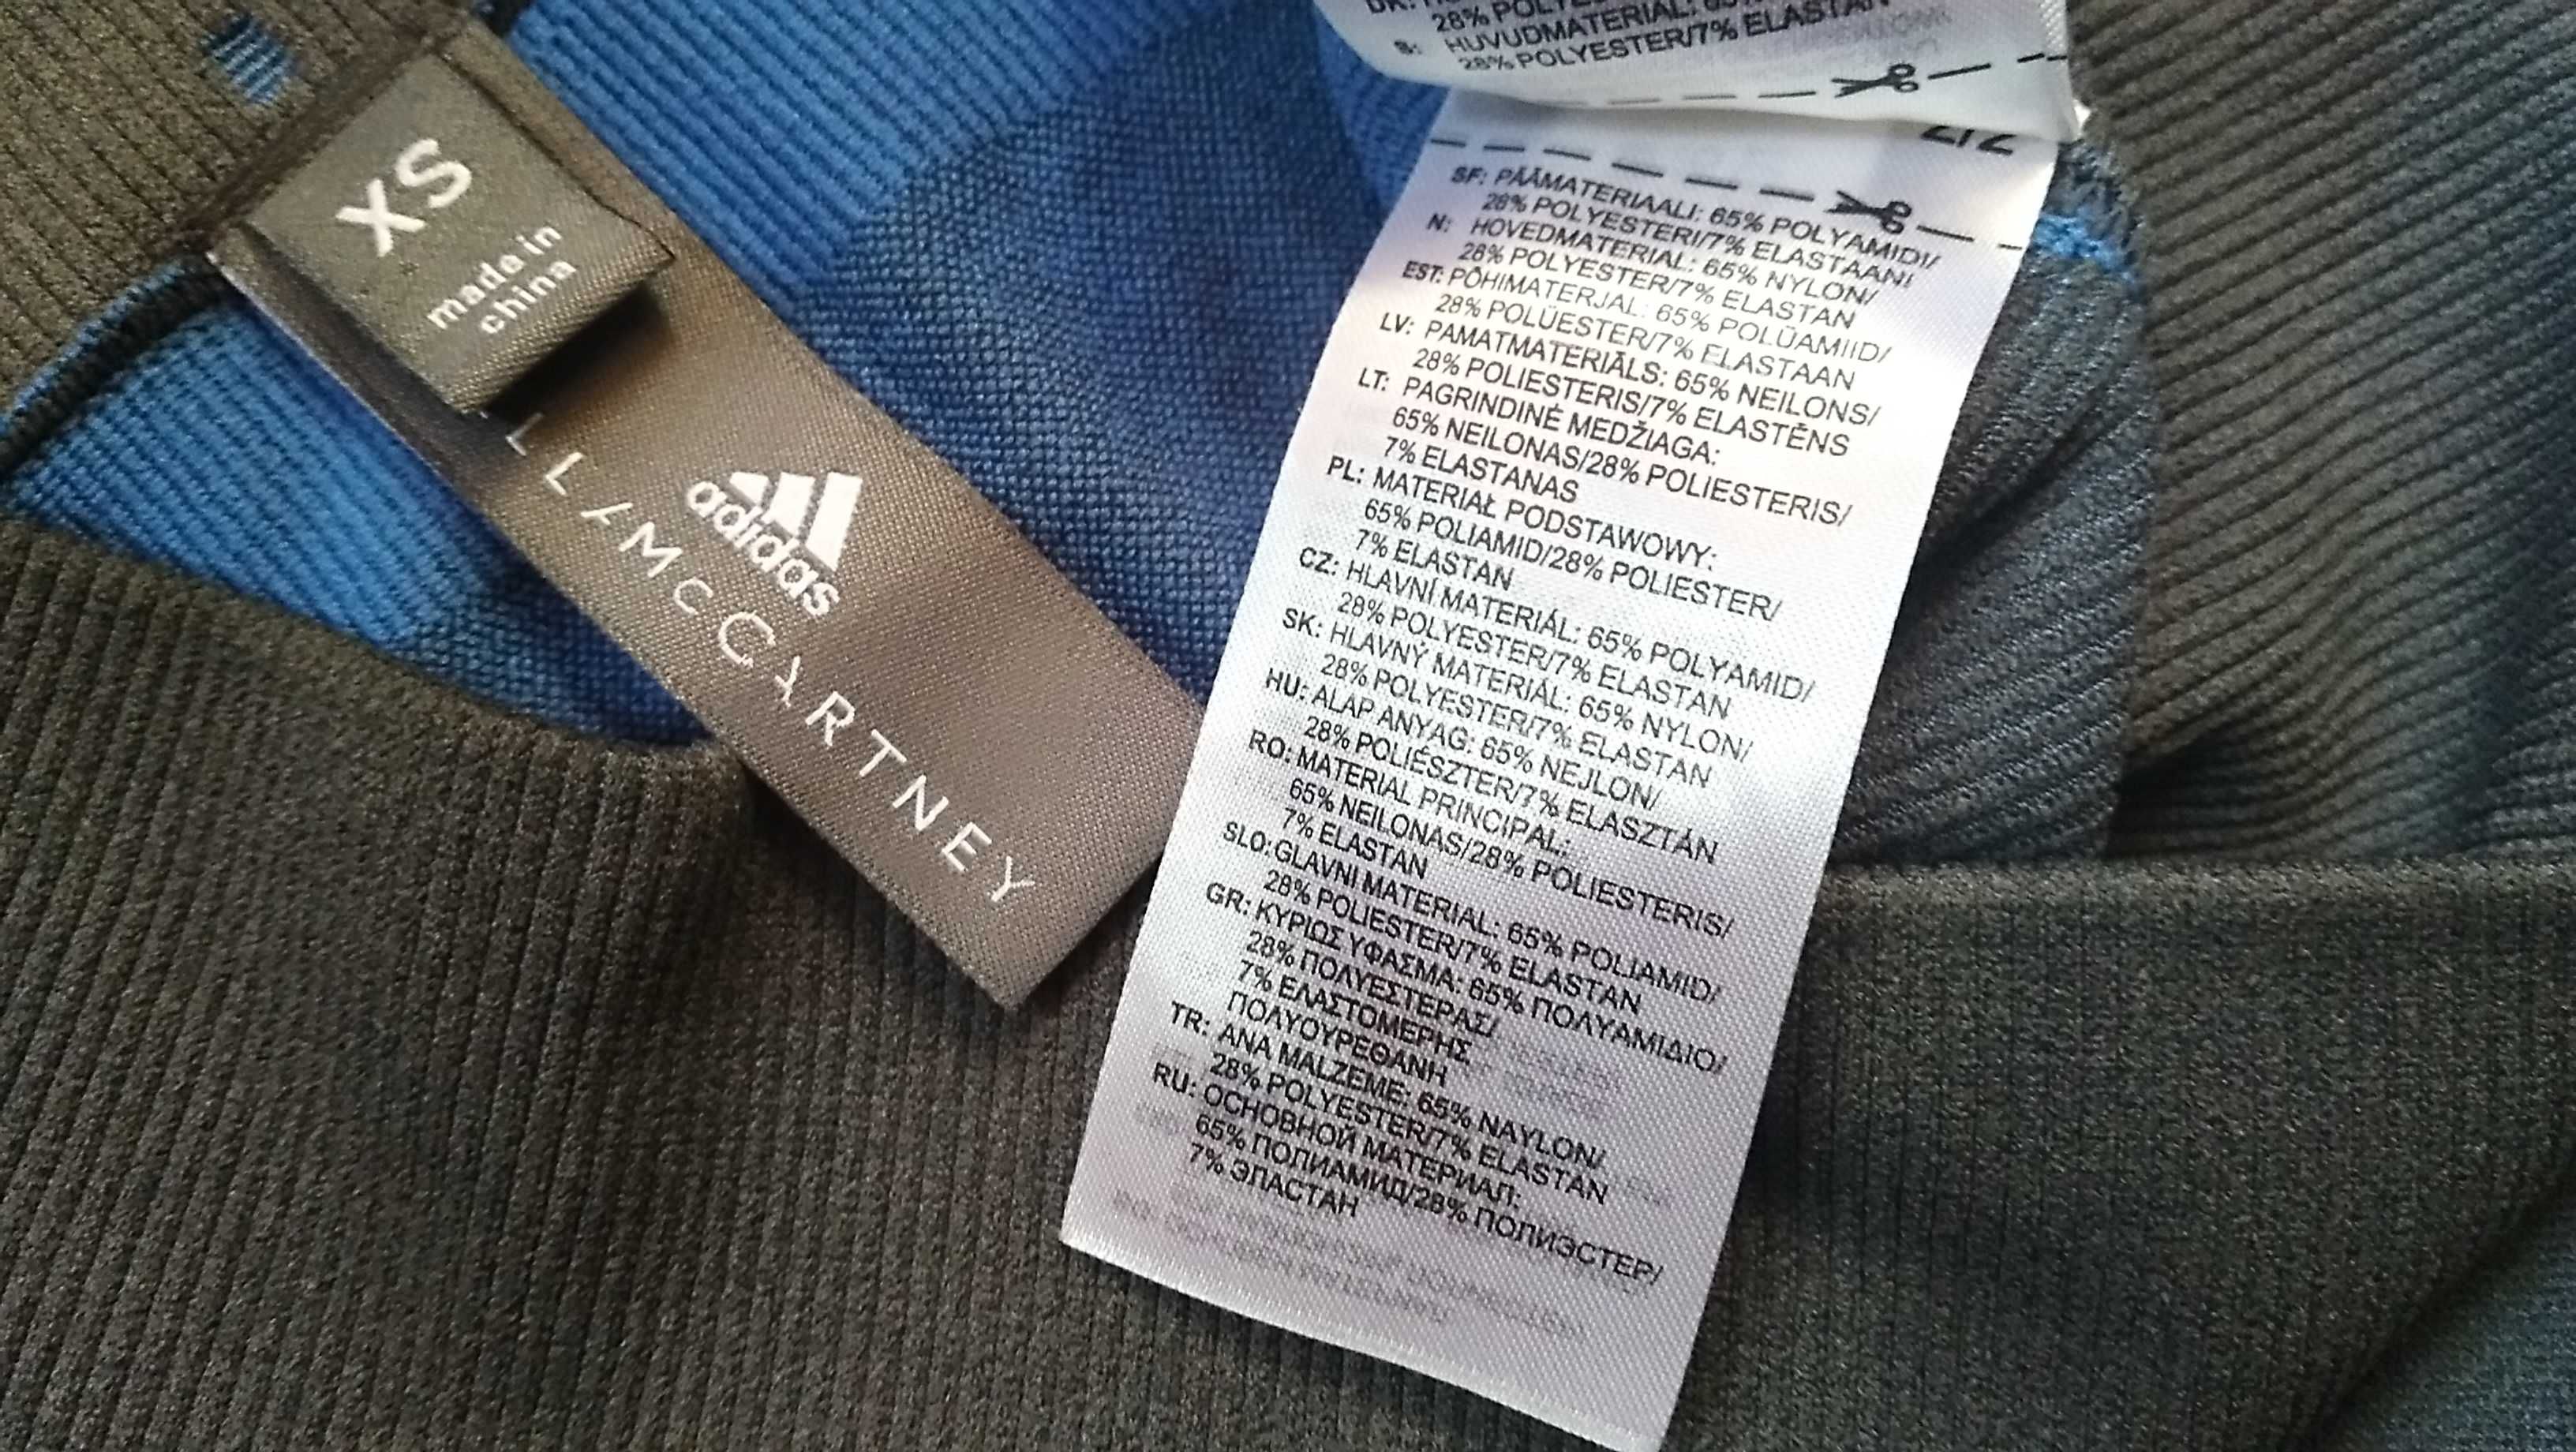 XS
made in
china
adidas
LLAMCCARTNEY
28% POLYESTER
S: HUVUDMATERIAL:
28% POLYESTER/7% ELASTAN
2/2
SF: PÄÄMATERIAALI: 65% POLYAMIDI/
28% POLYESTERI/7% ELASTAANI
N: HOVEDMATERIAL: 65% NYLON/
28% POLYESTER/7% ELASTAN
EST: PÕHIMATERJAL: 65% POLÜAMIID/
28% POLÜESTER/7% ELASTAAN
LV: PAMATMATERIĀLS: 65% NEILONS/
28% POLIESTERIS/7% ELASTĒNS
LT: PAGRINDINĖ MEDŽIAGA:
65% NEILONAS/28% POLIESTERIS/
7% ELASTANAS
PL: MATERIAŁ PODSTAWOWY:
65% POLIAMID/28% POLIESTER/
7% ELASTAN
CZ: HLAVNÍ MATERIÁL: 65% POLYAMID/
28% POLYESTER/7% ELASTAN
SK: HLAVNÝ MATERIÁL: 65% NYLON/
28% POLYESTER/7% ELASTAN
HU: ALAP ANYAG: 65% NEJLON/
28% POLIÉSZTER/7% ELASZTÁN
RO: MATERIAL PRINCIPAL:
65% NEILONAS/28% POLIESTERIS/
7% ELASTAN
SLO: GLAVNI MATERIAL: 65% POLIAMID/
28% POLIESTER/7% ELASTAN
GR: ΚΥΡΙΩΣ ΥΦΑΣΜΑ: 65% ΠΟΛΥΑΜΙΔΙΟ/
28% ΠΟΛΥΕΣΤΕΡΑΣ/
7% ΕΛΑΣΤΟΜΕΡΗΣ
ΠΟΛΥΟΥΡΕΘΑΝΗ
TR: ANA MALZEME: 65% NAYLON/
28% POLYESTER/7% ELASTAN
RU: ОСНОВНОЙ МАТЕРИАЛ:
65% ПОЛИАМИД/28% ПОЛИЭСТЕР/
7% ЭЛАСТАН